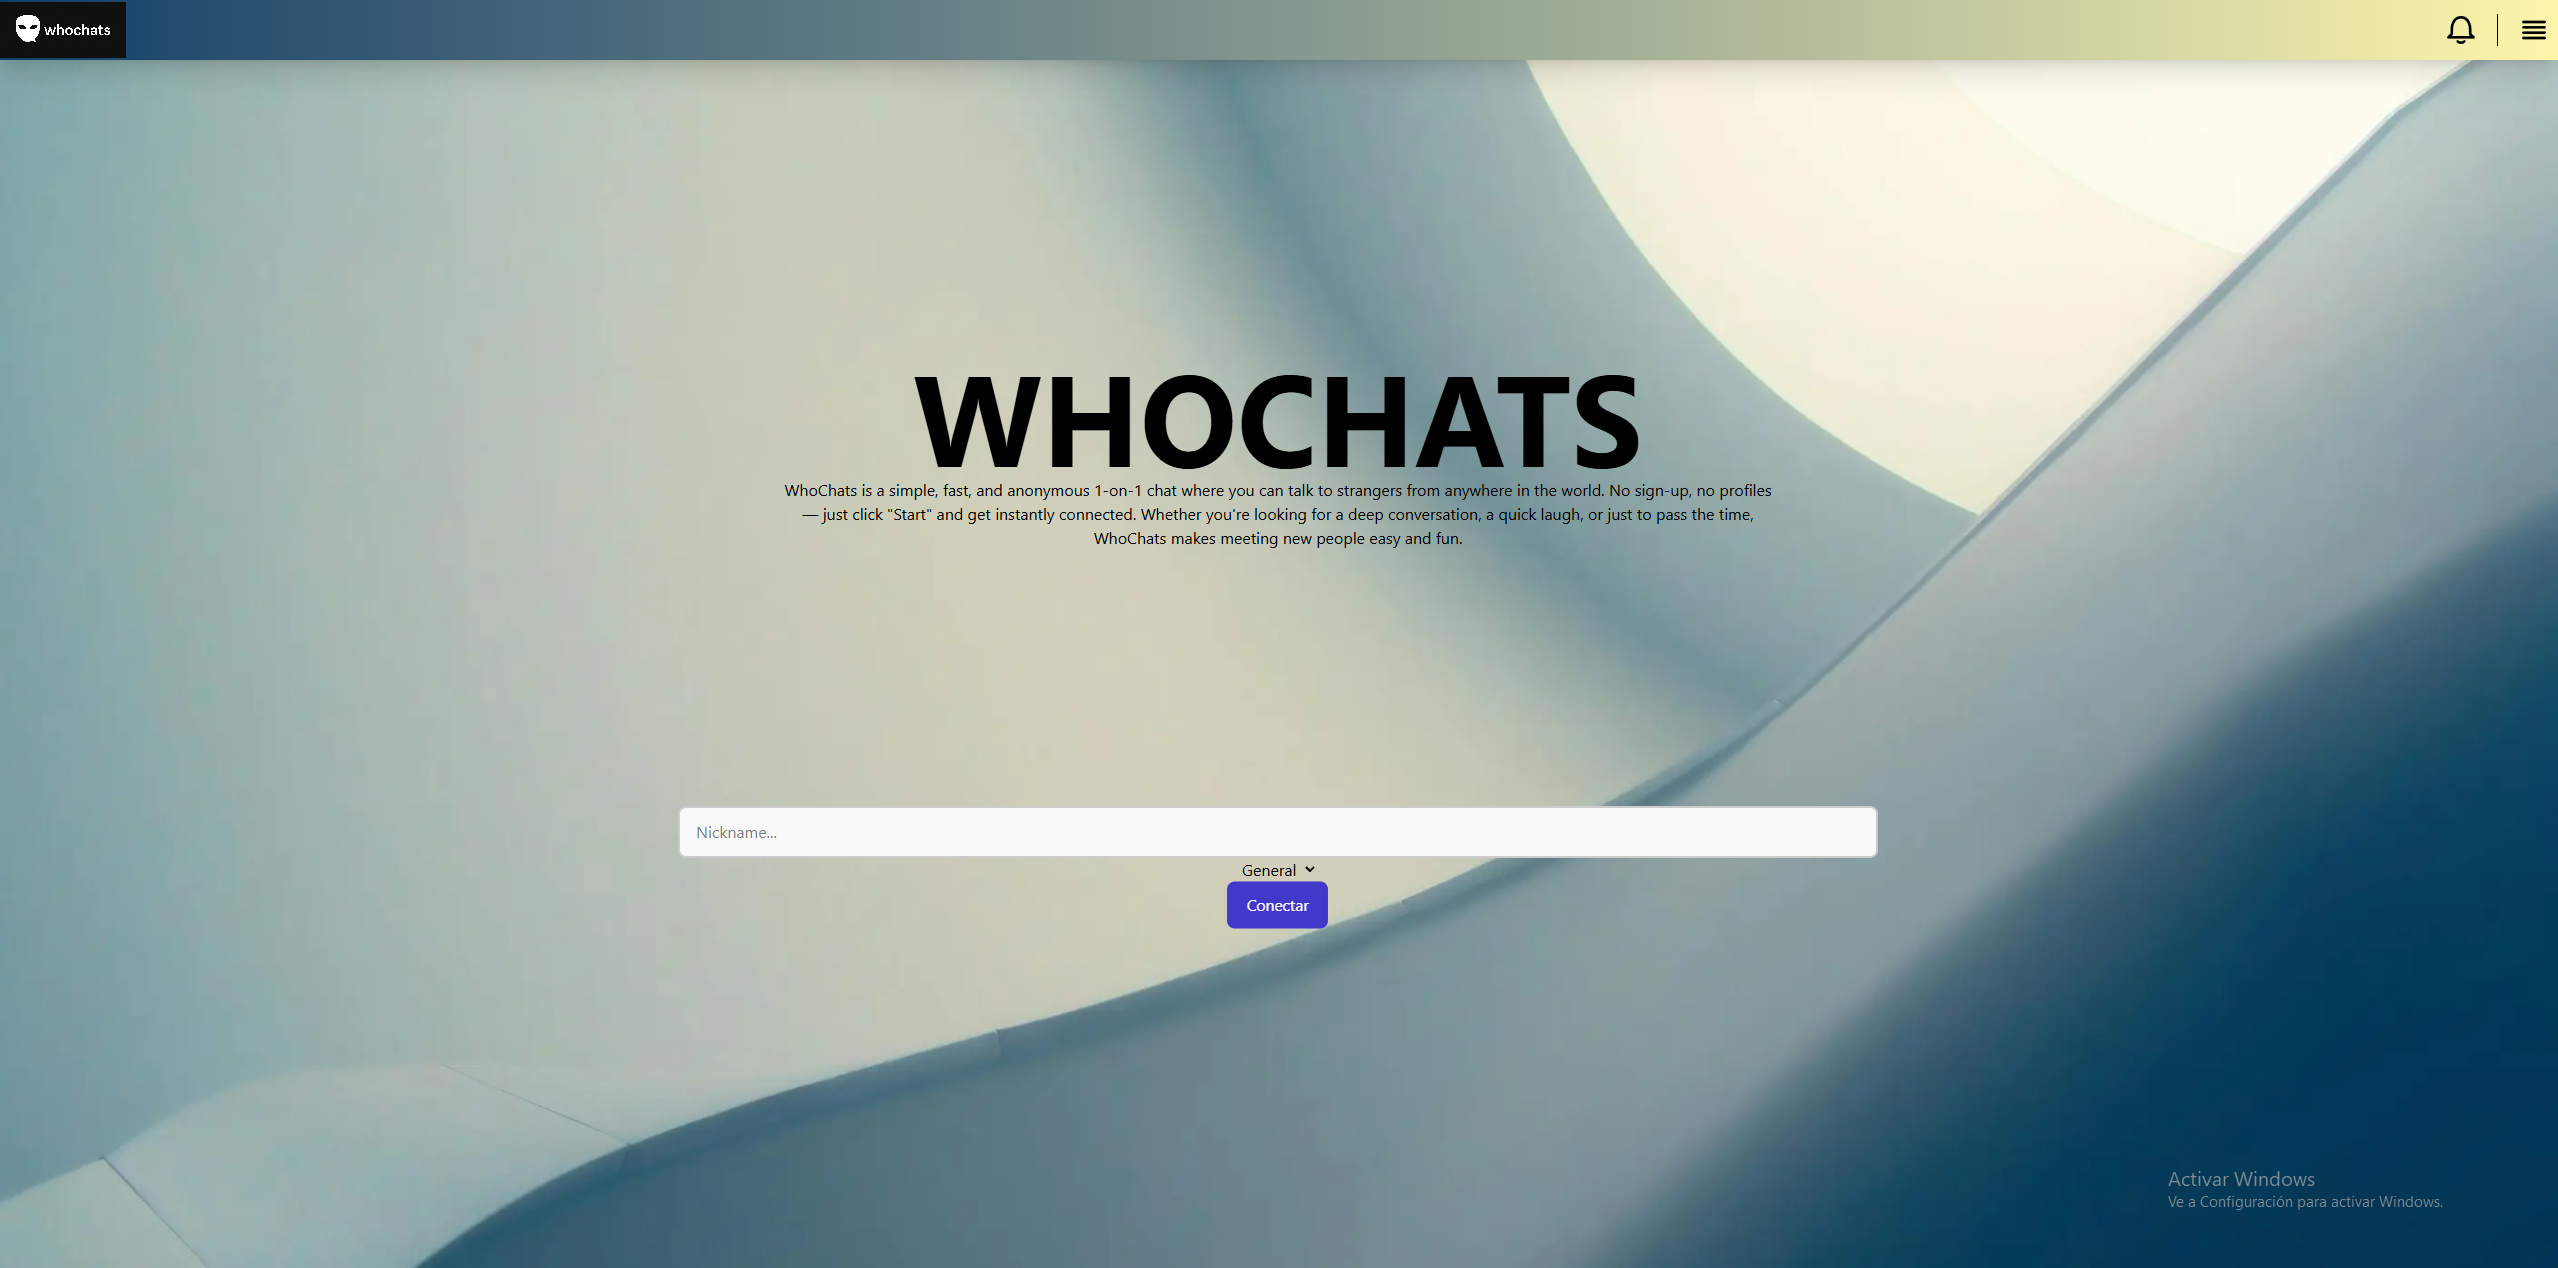 whochats
WHOCHATS
WhoChats is a simple, fast, and anonymous 1-on-1 chat where you can talk to strangers from anywhere in the world. No sign-up, no profiles
— just click "Start" and get instantly connected. Whether you're looking for a deep conversation, a quick laugh, or just to pass the time,
WhoChats makes meeting new people easy and fun.
Nickname...
General
Conectar
Activar Windows
Ve a Configuración para activar Windows.